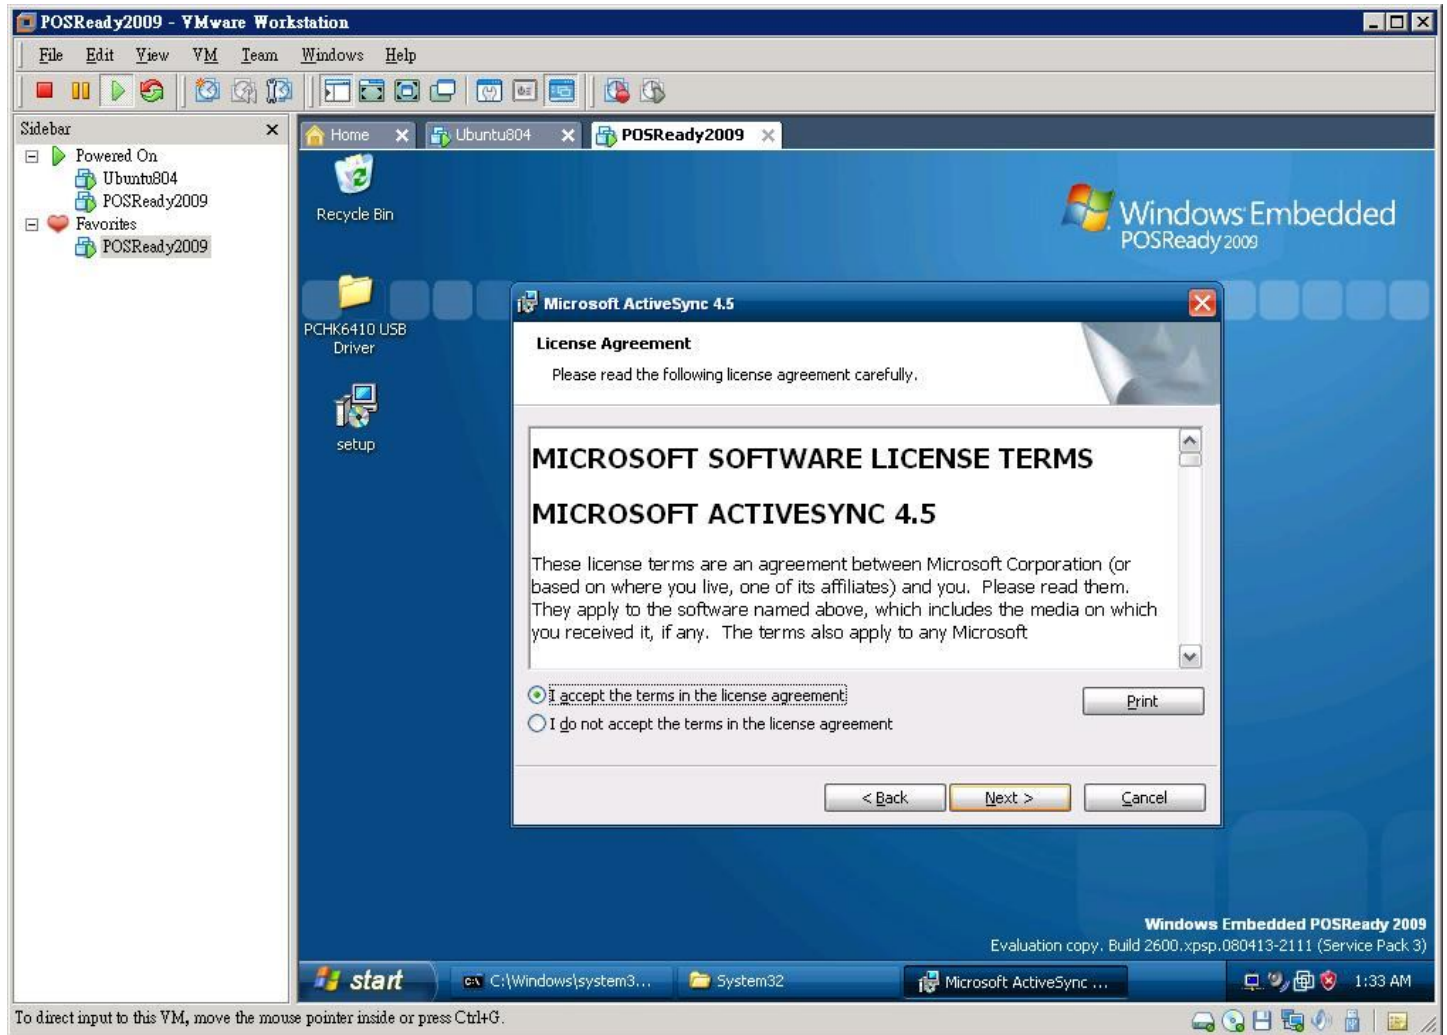 POSReady2009 - VMware Workstation
File Edit View VM Team Windows Help
Sidebar
Powered On
Ubuntu804
POSReady2009
Favorites
POSReady2009
Home Ubuntu804 POSReady2009
Recycle Bin
PCHK6410 USB
Driver
setup
Windows Embedded
POSReady 2009
Microsoft ActiveSync 4.5
License Agreement
Please read the following license agreement carefully.
MICROSOFT SOFTWARE LICENSE TERMS
MICROSOFT ACTIVESYNC 4.5
These license terms are an agreement between Microsoft Corporation (or
based on where you live, one of its affiliates) and you. Please read them.
They apply to the software named above, which includes the media on which
you received it, if any. The terms also apply to any Microsoft
I accept the terms in the license agreement
Print
I do not accept the terms in the license agreement
< Back Next > Cancel
Windows Embedded POSReady 2009
Evaluation copy. Build 2600.xpsp.080413-2111 (Service Pack 3)
start C:\Windows\system3... System32 Microsoft ActiveSync ... 1:33 AM
To direct input to this VM, move the mouse pointer inside or press Ctrl+G.